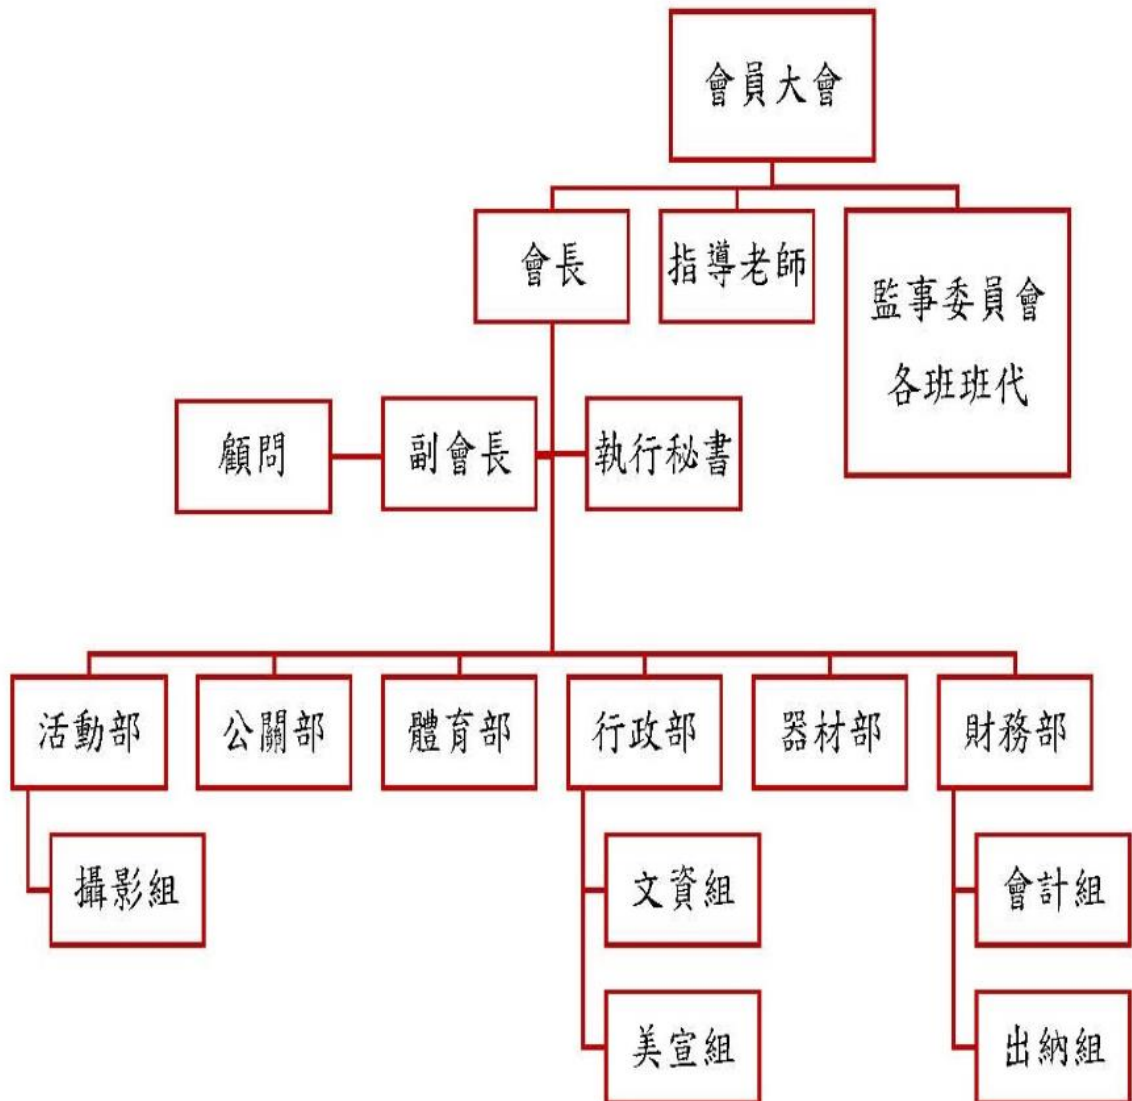 會員大會
會長
指導老師
監事委員會
各班班代
顧問
副會長
執行秘書
活動部
公關部
體育部
行政部
器材部
財務部
攝影組
文資組
會計組
美宣組
出納組